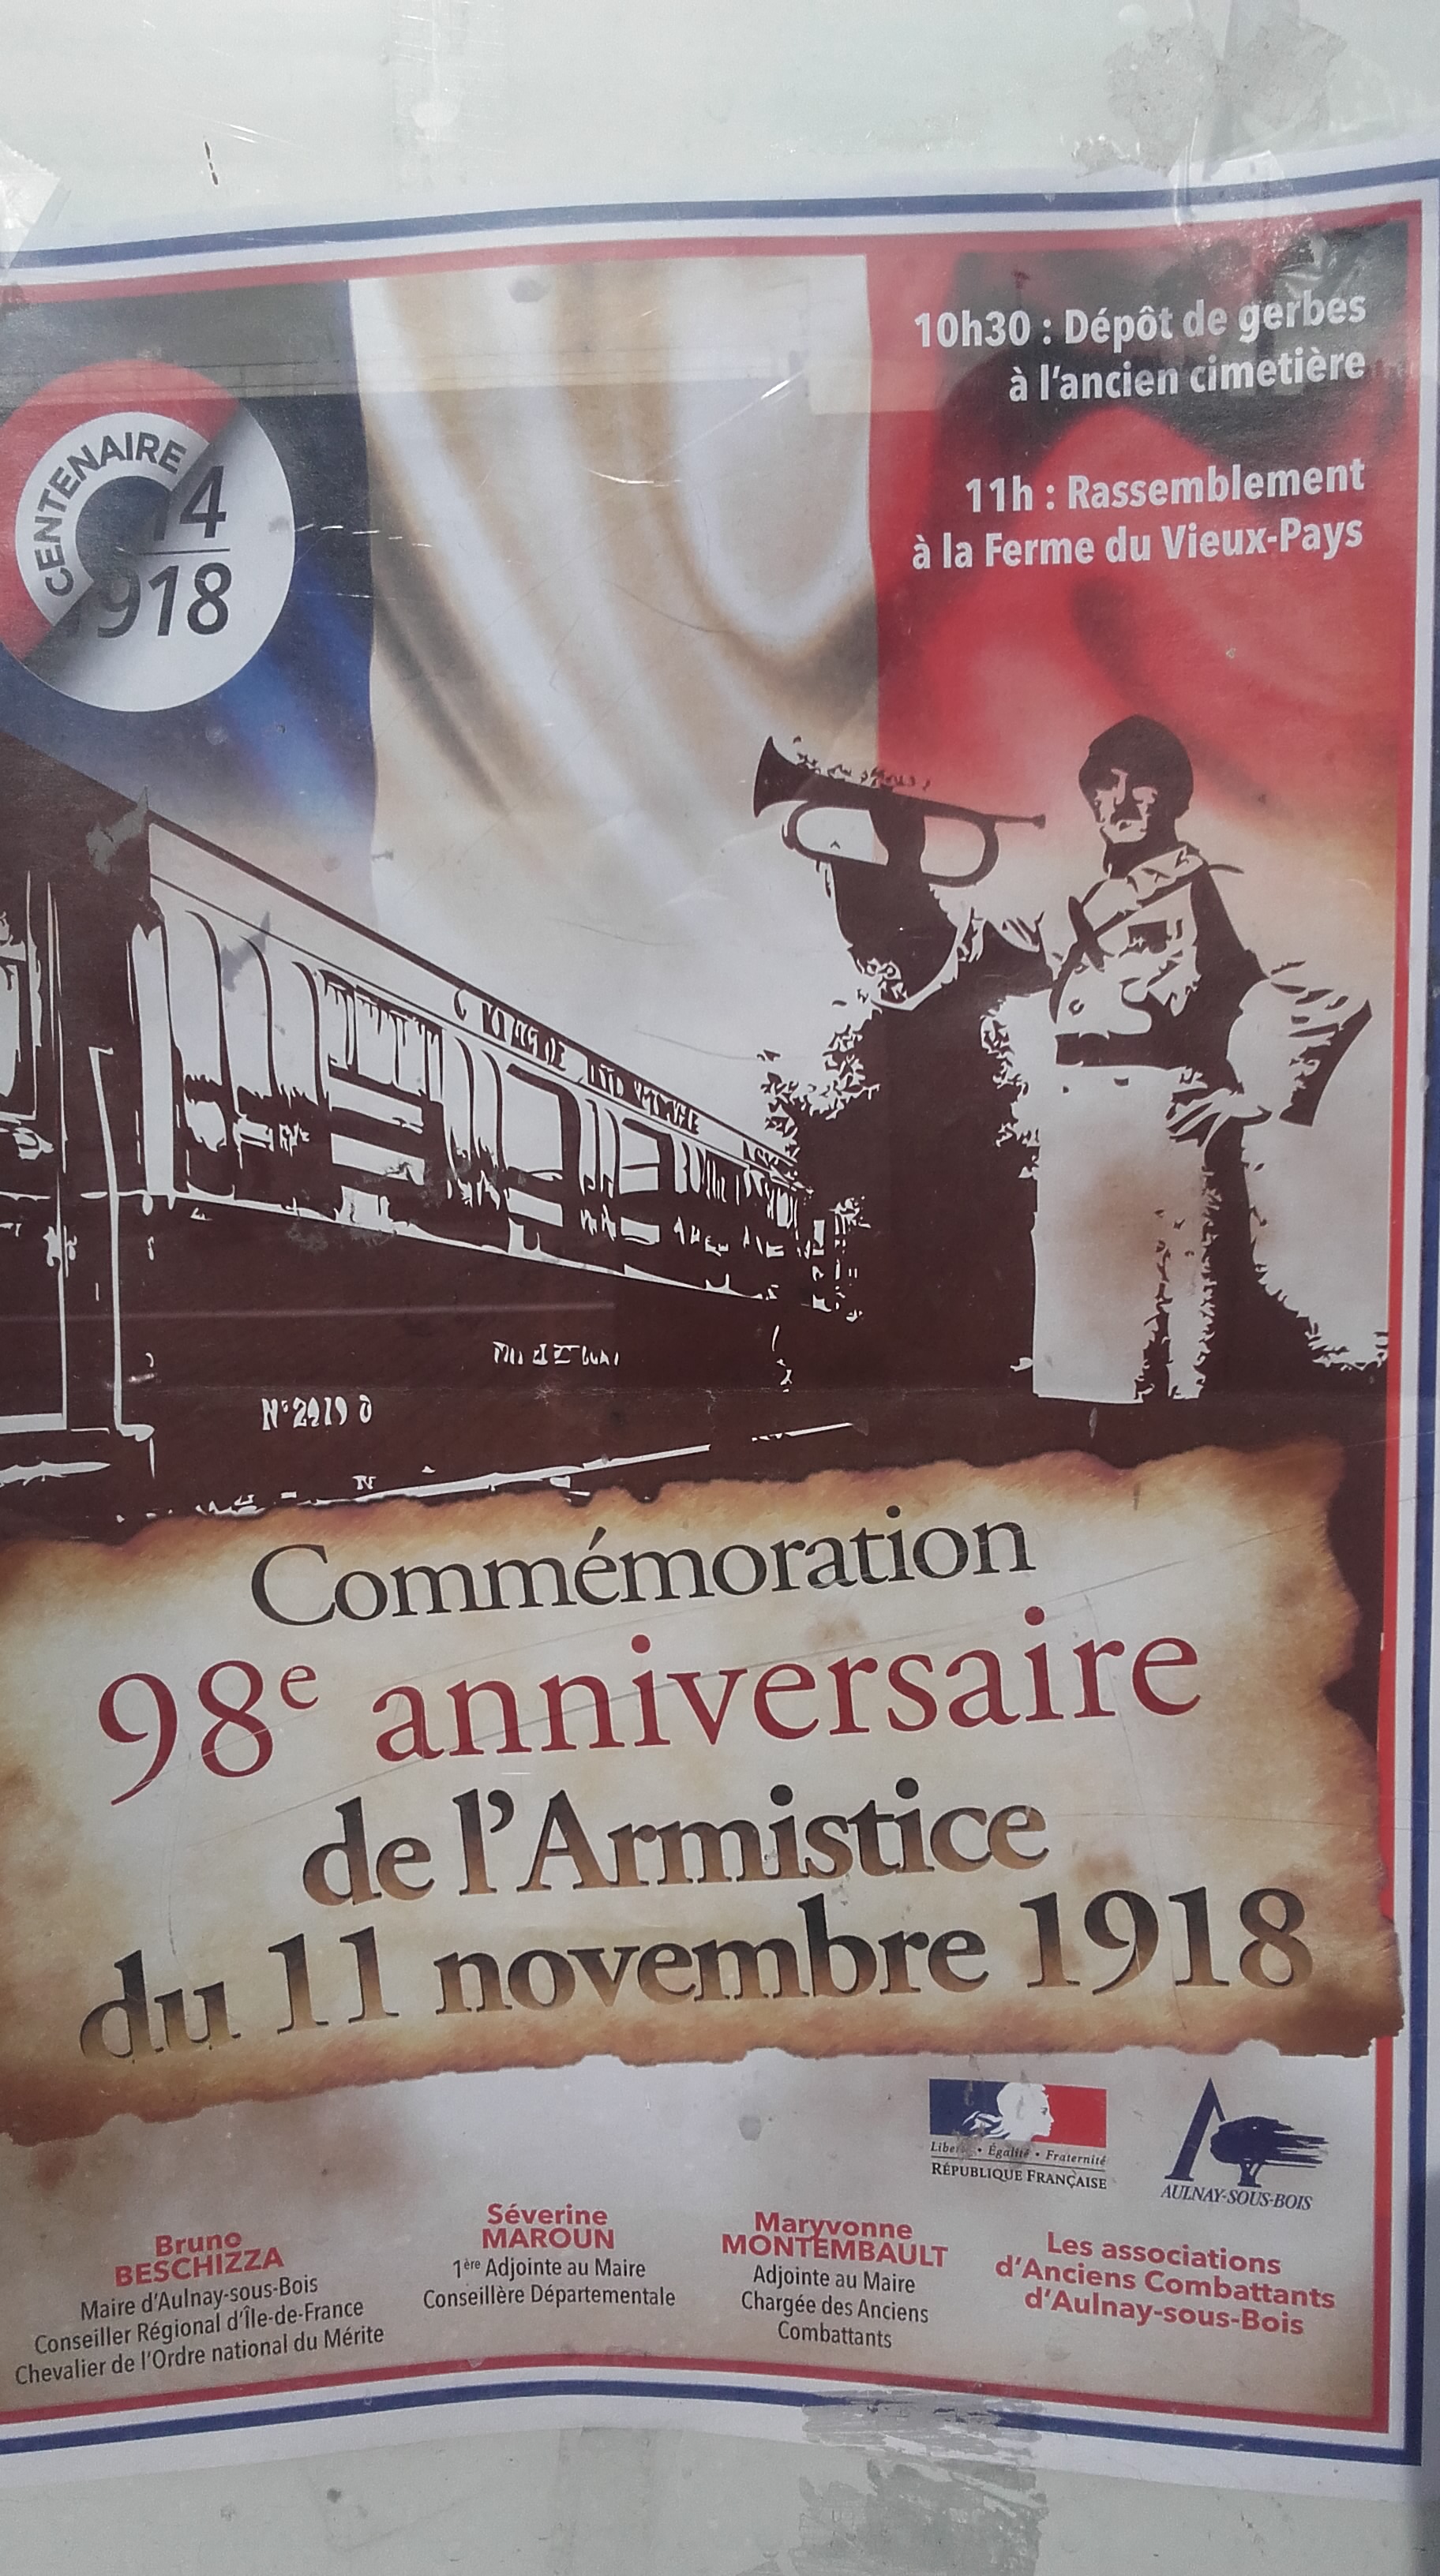 10h30 : Dépôt de gerbes
à l'ancien cimetière
11h : Rassemblement
à la Ferme du Vieux-Pays
CENTENAIRE
14
1918
N° 2419 D
Commémoration
98e anniversaire
de l'Armistice
du 11 novembre 1918
Liberté • Égalité • Fraternité
RÉPUBLIQUE FRANÇAISE
AULNAY-SOUS-BOIS
Bruno
BESCHIZZA
Maire d'Aulnay-sous-Bois
Conseiller Régional d'Île-de-France
Chevalier de l'Ordre national du Mérite
Séverine
MAROUN
1ère Adjointe au Maire
Conseillère Départementale
Maryvonne
MONTEMBAULT
Adjointe au Maire
Chargée des Anciens
Combattants
Les associations
d'Anciens Combattants
d'Aulnay-sous-Bois